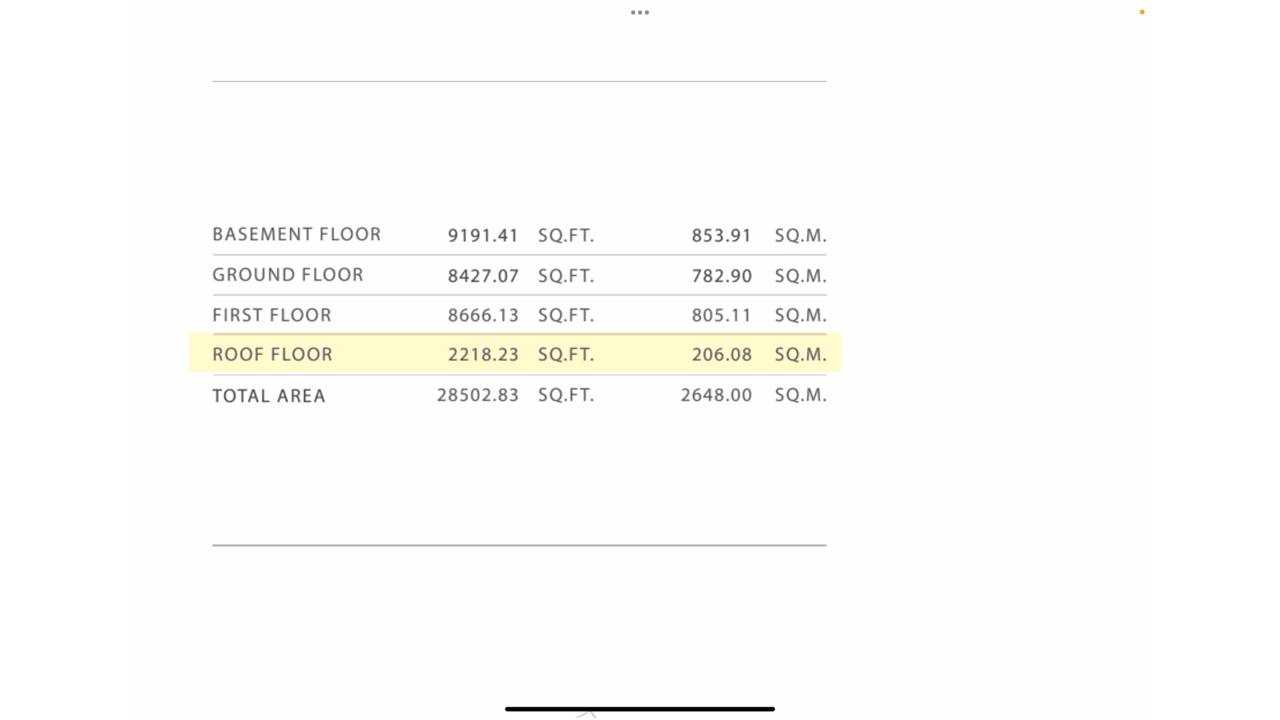 BASEMENT FLOOR 9191.41 SQ.FT. 853.91 SQ.M.
GROUND FLOOR 8427.07 SQ.FT. 782.90 SQ.M.
FIRST FLOOR 8666.13 SQ.FT. 805.11 SQ.M.
ROOF FLOOR 2218.23 SQ.FT. 206.08 SQ.M.
TOTAL AREA 28502.83 SQ.FT. 2648.00 SQ.M.